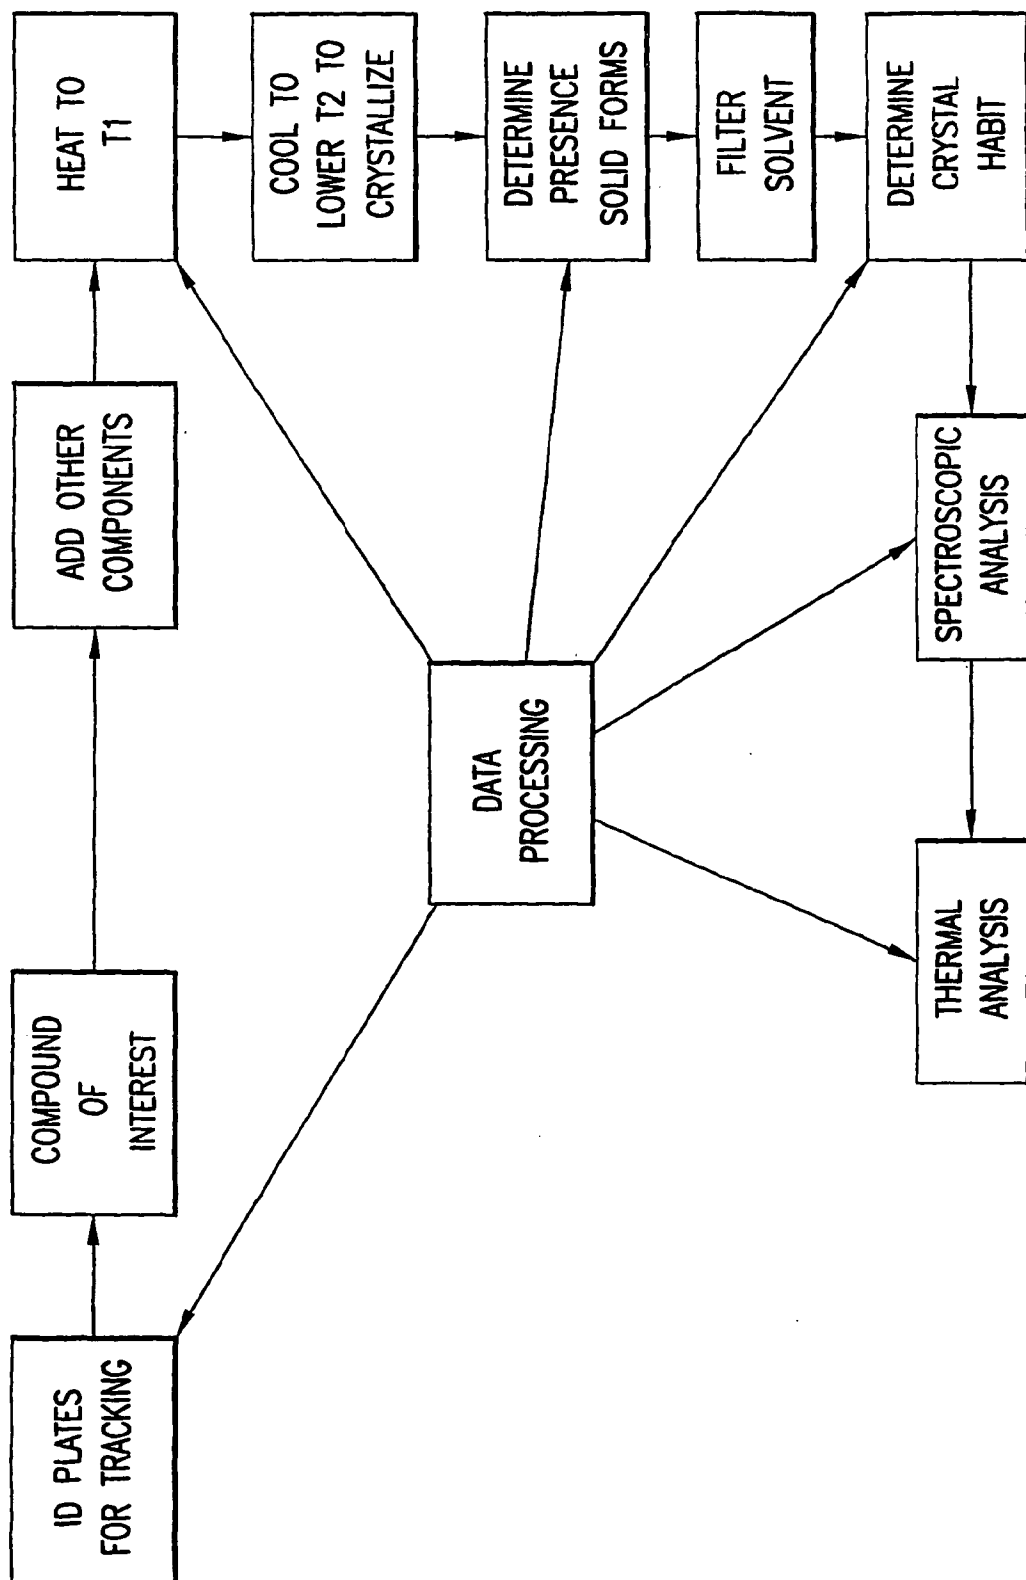 ID PLATES
FOR TRACKING
COMPOUND
OF
INTEREST
ADD OTHER
COMPONENTS
HEAT TO
T1
COOL TO
LOWER T2 TO
CRYSTALLIZE
DETERMINE
PRESENCE
SOLID FORMS
FILTER
SOLVENT
DETERMINE
CRYSTAL
HABIT
SPECTROSCOPIC
ANALYSIS
THERMAL
ANALYSIS
DATA
PROCESSING